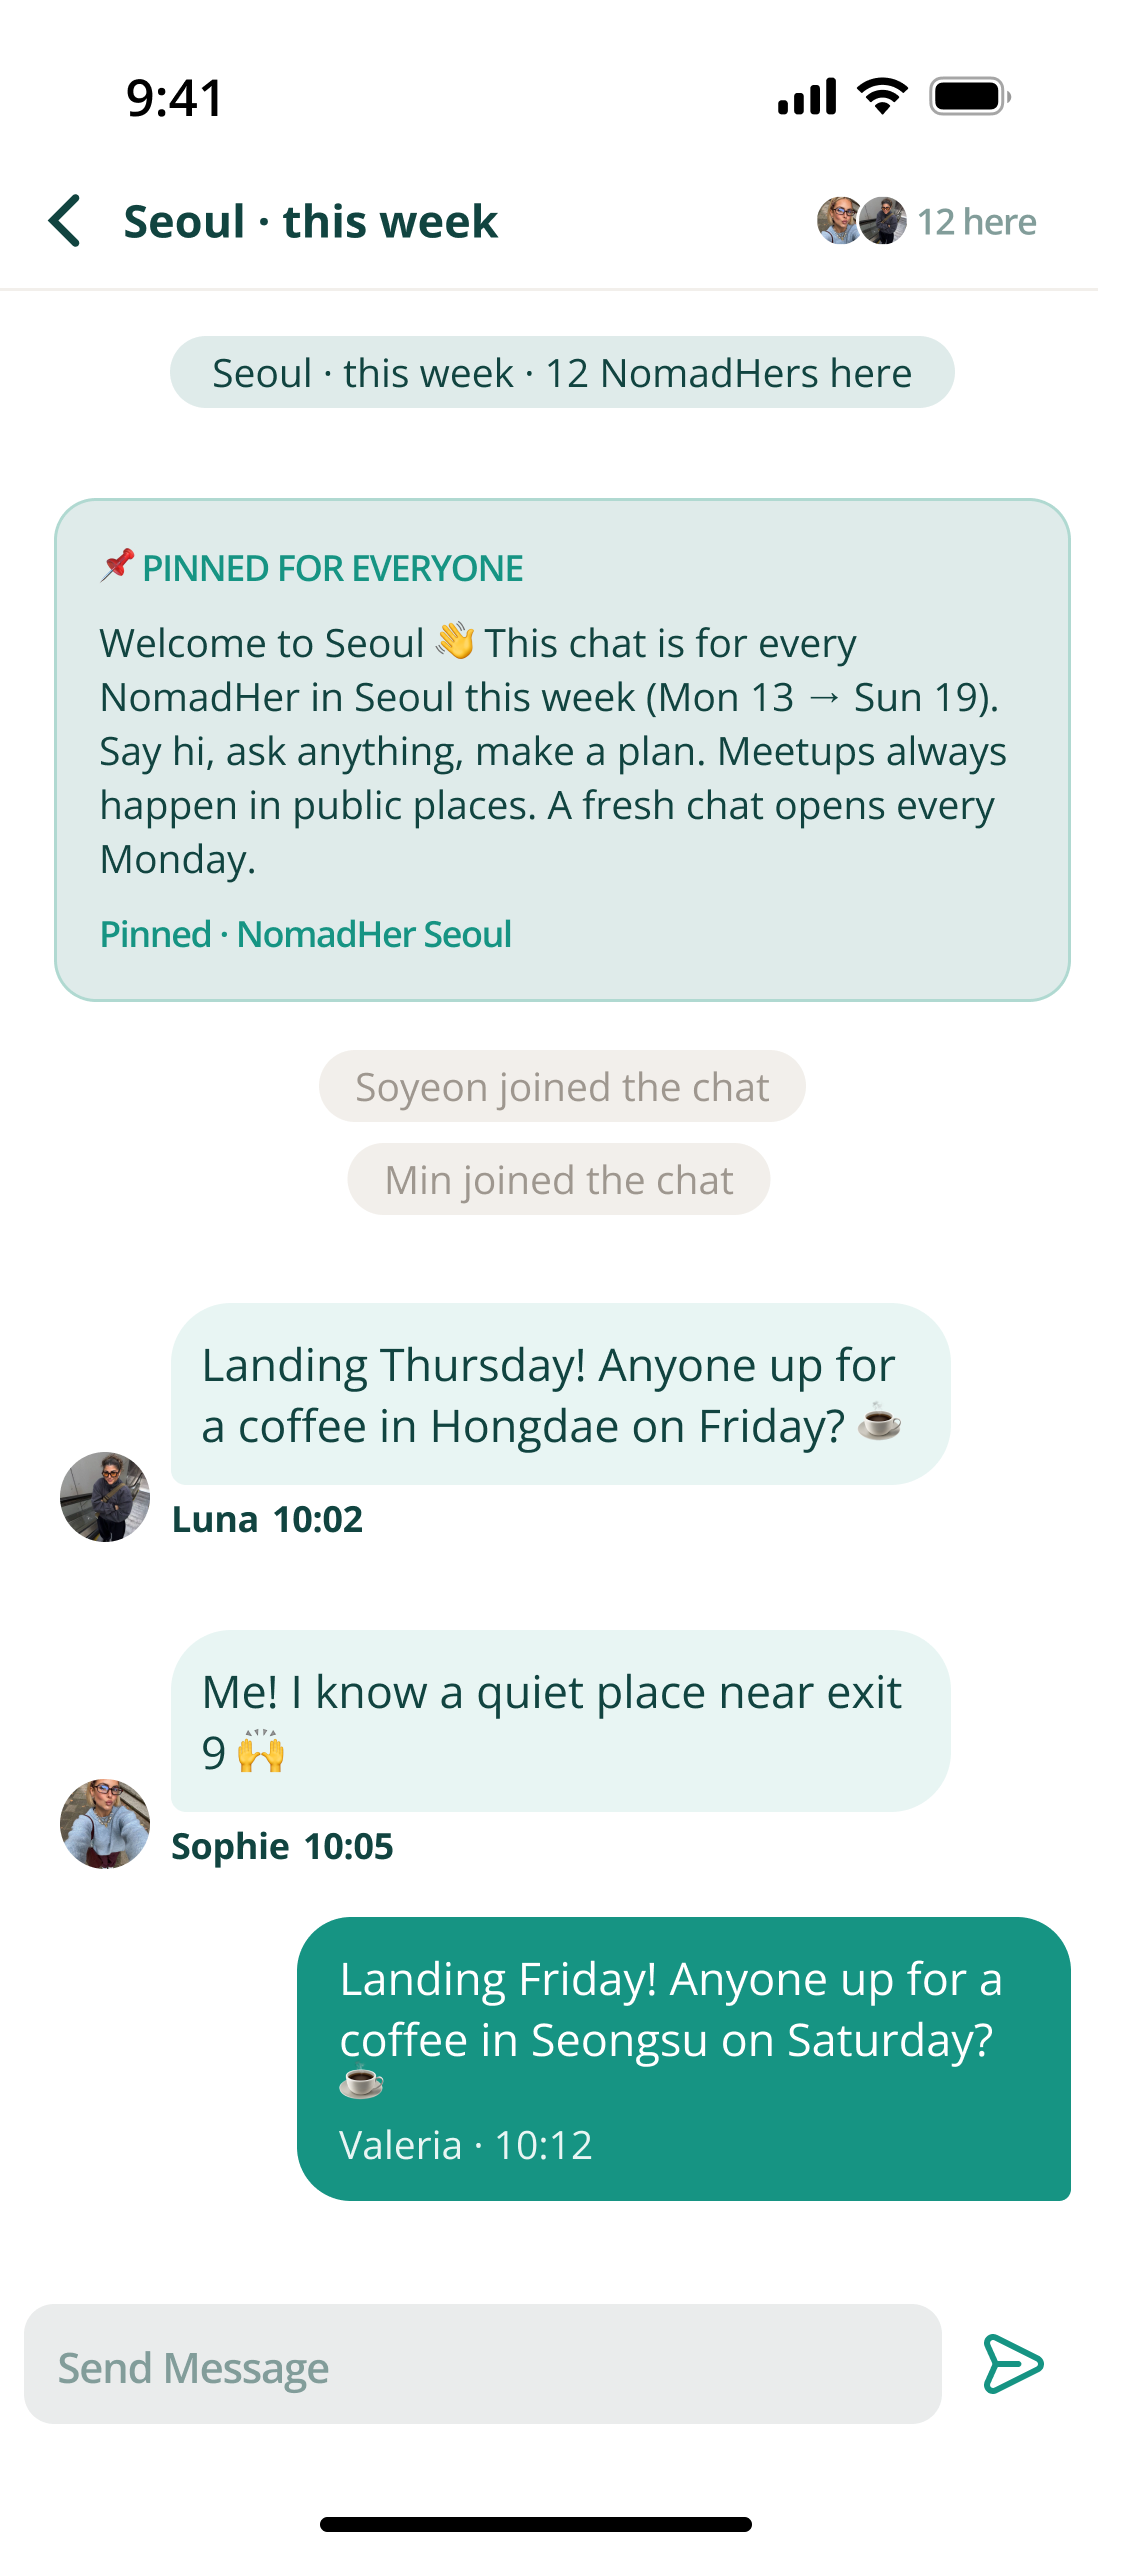 9:41
Seoul · this week
12 here
Seoul · this week · 12 NomadHers here
📌 PINNED FOR EVERYONE
Welcome to Seoul 👋 This chat is for every
NomadHer in Seoul this week (Mon 13 → Sun 19).
Say hi, ask anything, make a plan. Meetups always
happen in public places. A fresh chat opens every
Monday.
Pinned · NomadHer Seoul
Soyeon joined the chat
Min joined the chat
Landing Thursday! Anyone up for
a coffee in Hongdae on Friday? ☕
Luna 10:02
Me! I know a quiet place near exit
9 🙌
Sophie 10:05
Landing Friday! Anyone up for a
coffee in Seongsu on Saturday?
☕
Valeria · 10:12
Send Message